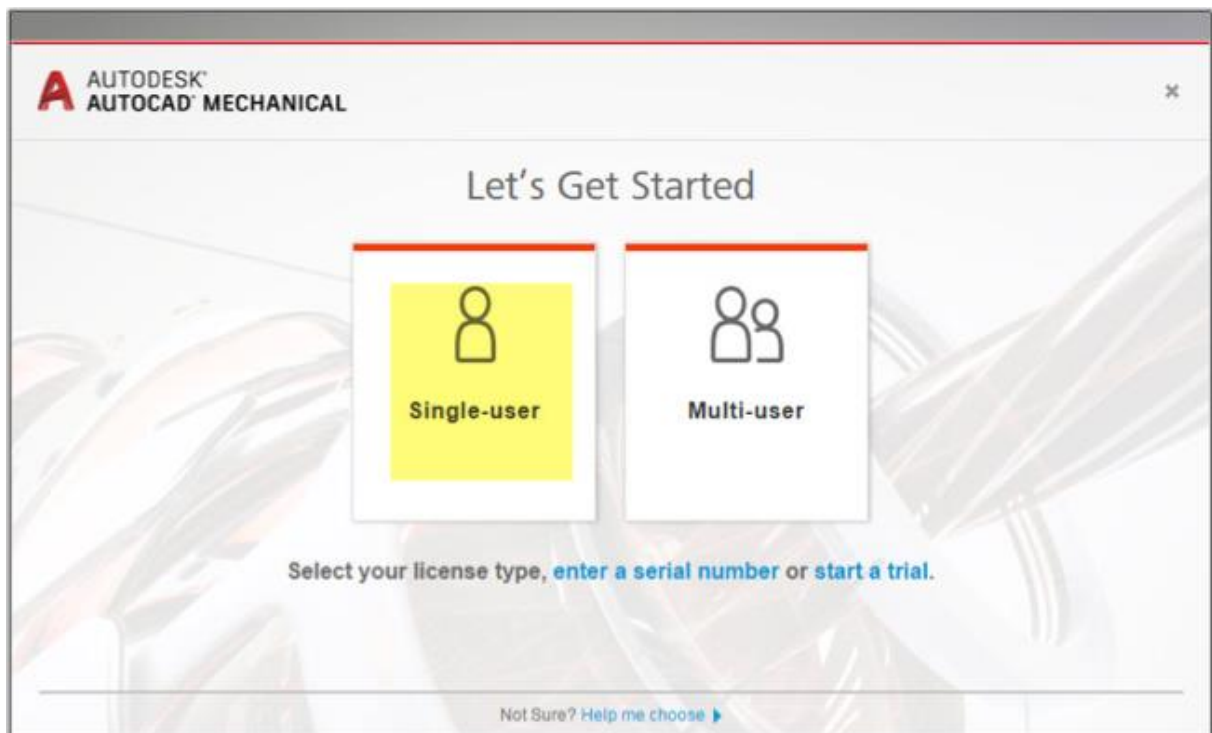 AUTODESK®
AUTOCAD® MECHANICAL
Let's Get Started
Single-user
Multi-user
Select your license type, enter a serial number or start a trial.
Not Sure? Help me choose